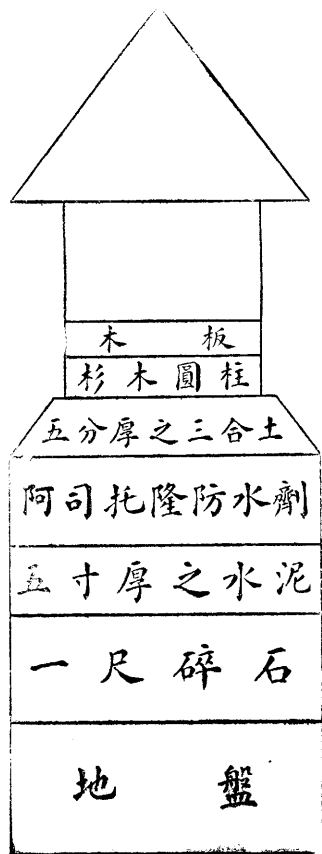 木板
杉木圓柱
五分厚之三合土
阿司托隆防水劑
五寸厚之水泥
一尺碎石
地盤